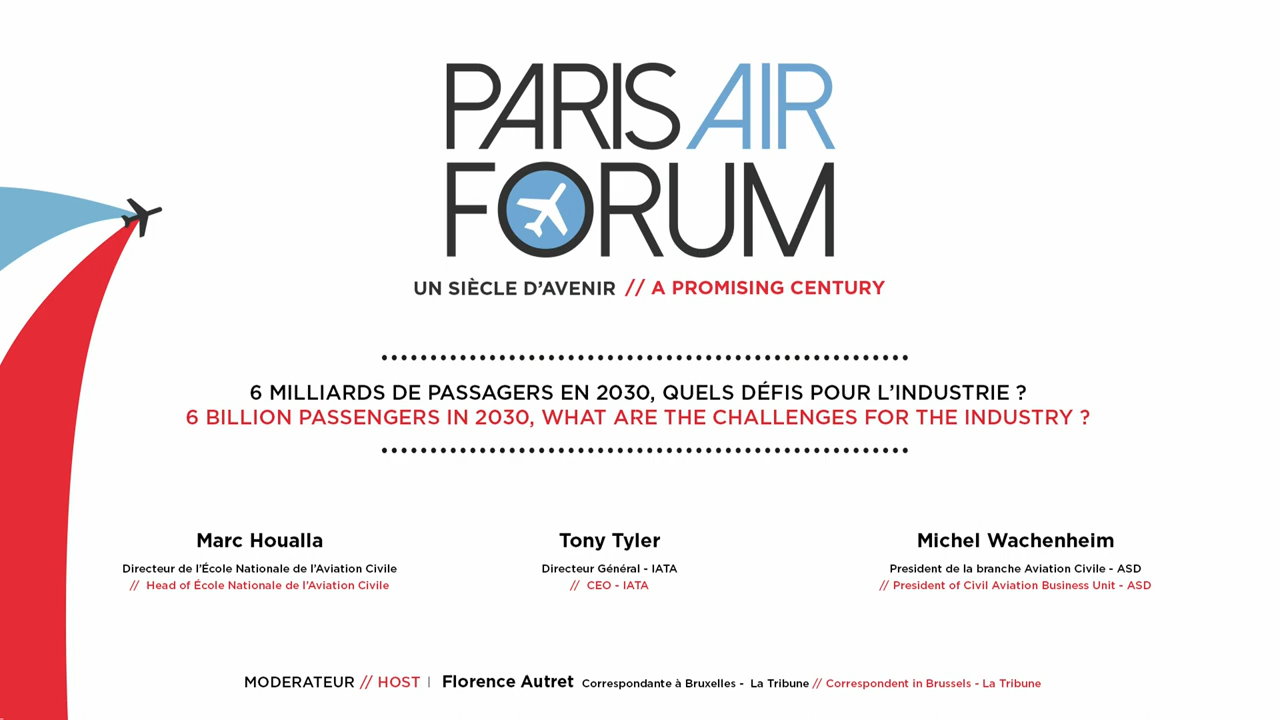 PARIS AIR
FORUM
UN SIÈCLE D'AVENIR // A PROMISING CENTURY
6 MILLIARDS DE PASSAGERS EN 2030, QUELS DÉFIS POUR L'INDUSTRIE ?
6 BILLION PASSENGERS IN 2030, WHAT ARE THE CHALLENGES FOR THE INDUSTRY ?
Marc Houalla
Directeur de l'École Nationale de l'Aviation Civile
// Head of École Nationale de l'Aviation Civile
Tony Tyler
Directeur Général - IATA
// CEO - IATA
Michel Wachenheim
President de la branche Aviation Civile - ASD
// President of Civil Aviation Business Unit - ASD
MODERATEUR // HOST | Florence Autret Correspondante à Bruxelles - La Tribune // Correspondent in Brussels - La Tribune